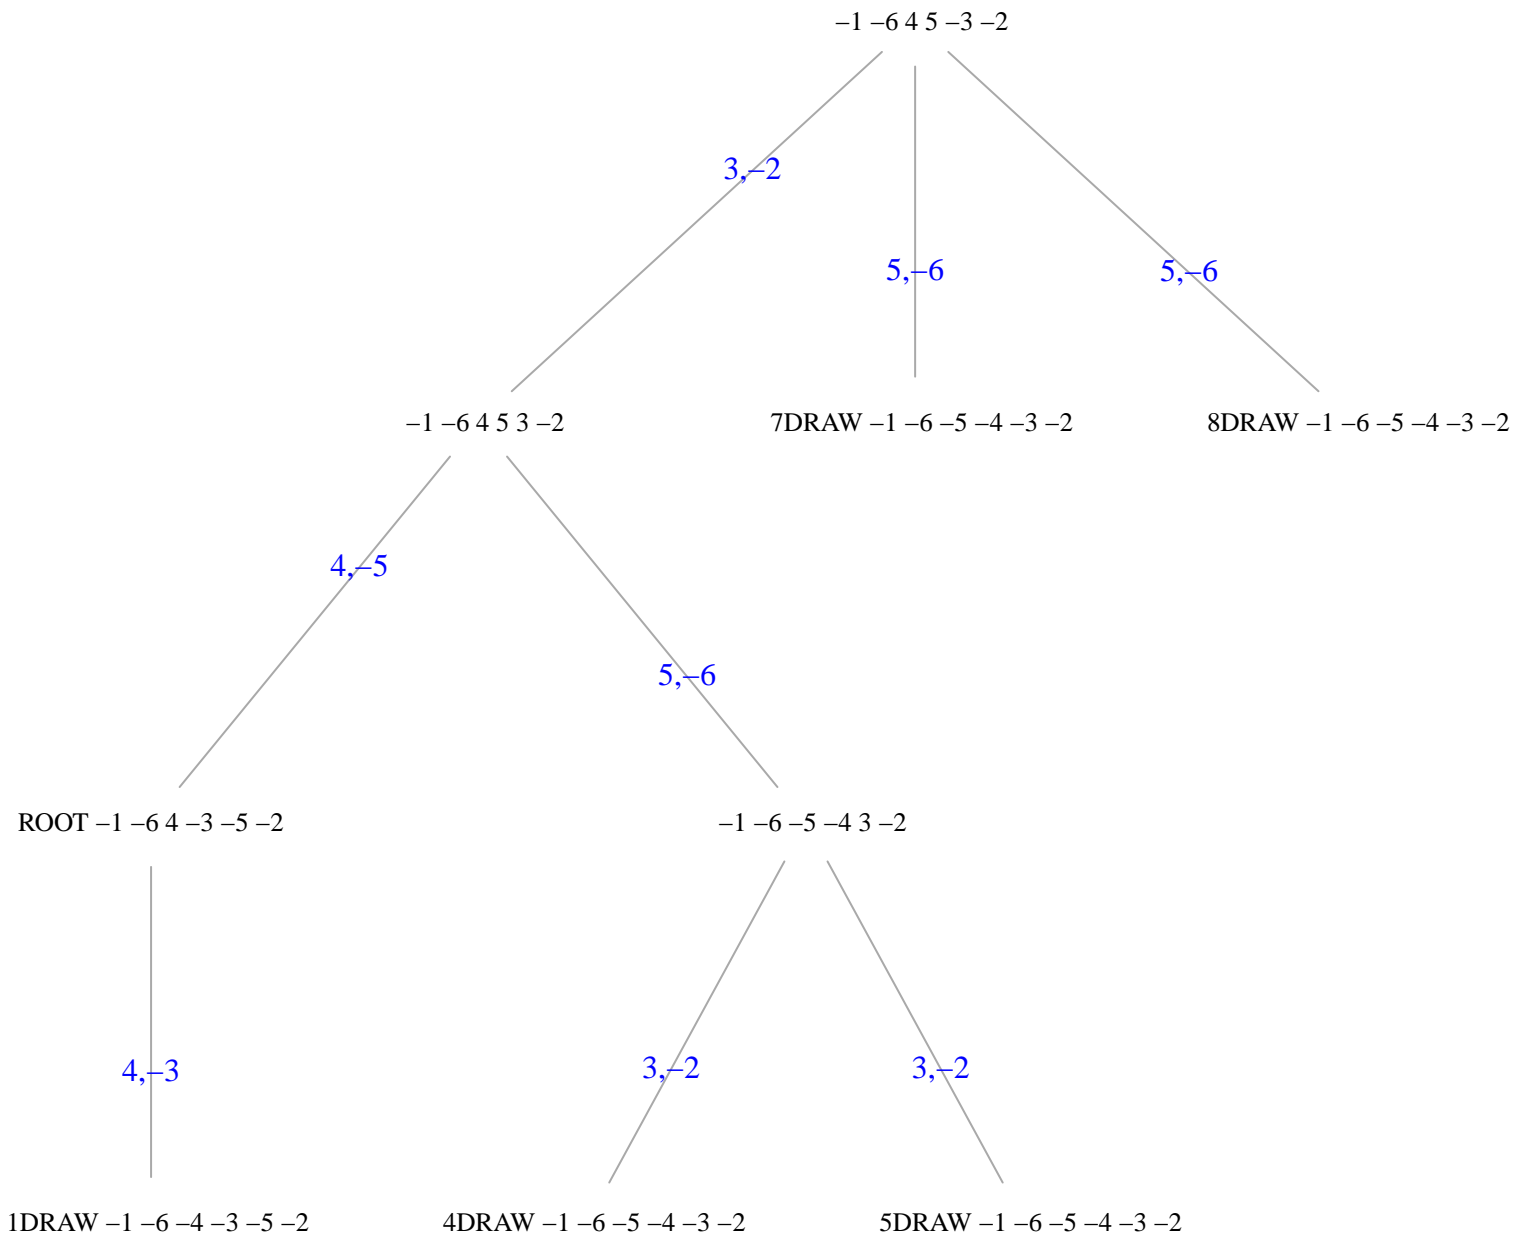 –1 –6 4 5 –3 –2
3,–2
5,–6
5,–6
–1 –6 4 5 3 –2
7DRAW –1 –6 –5 –4 –3 –2
8DRAW –1 –6 –5 –4 –3 –2
4,–5
5,–6
ROOT –1 –6 4 –3 –5 –2
–1 –6 –5 –4 3 –2
4,–3
3,–2
3,–2
1DRAW –1 –6 –4 –3 –5 –2
4DRAW –1 –6 –5 –4 –3 –2
5DRAW –1 –6 –5 –4 –3 –2